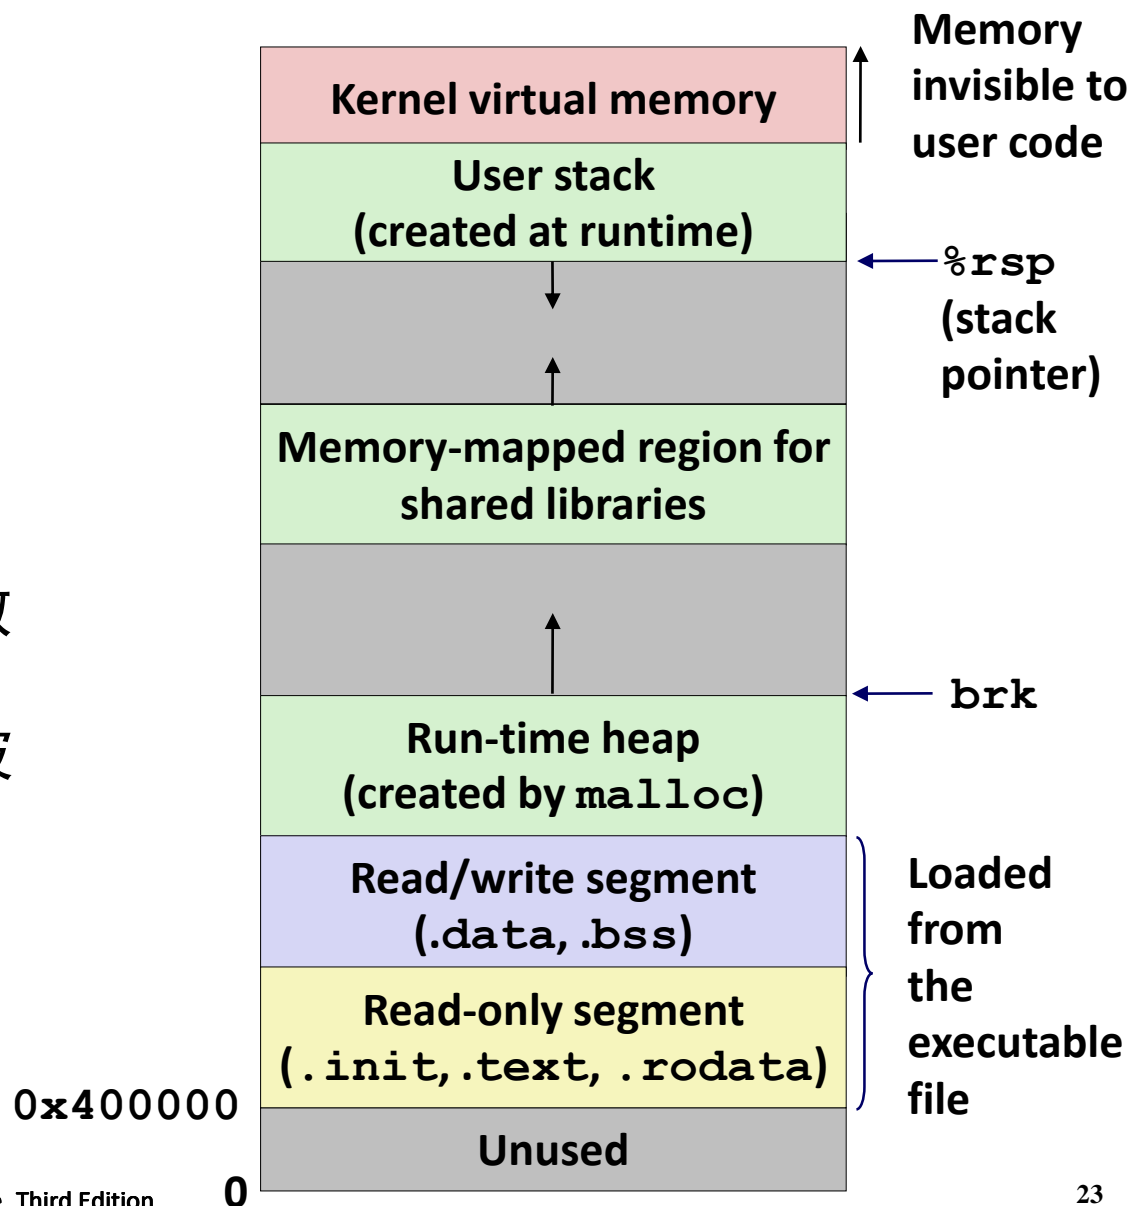 Memory
invisible to
user code
Kernel virtual memory
User stack
(created at runtime)
%rsp
(stack
pointer)
Memory-mapped region for
shared libraries
brk
Run-time heap
(created by malloc)
Read/write segment
(.data, .bss)
Loaded
from
the
executable
file
Read-only segment
(.init, .text, .rodata)
0x400000
Unused
0
Third Edition
23